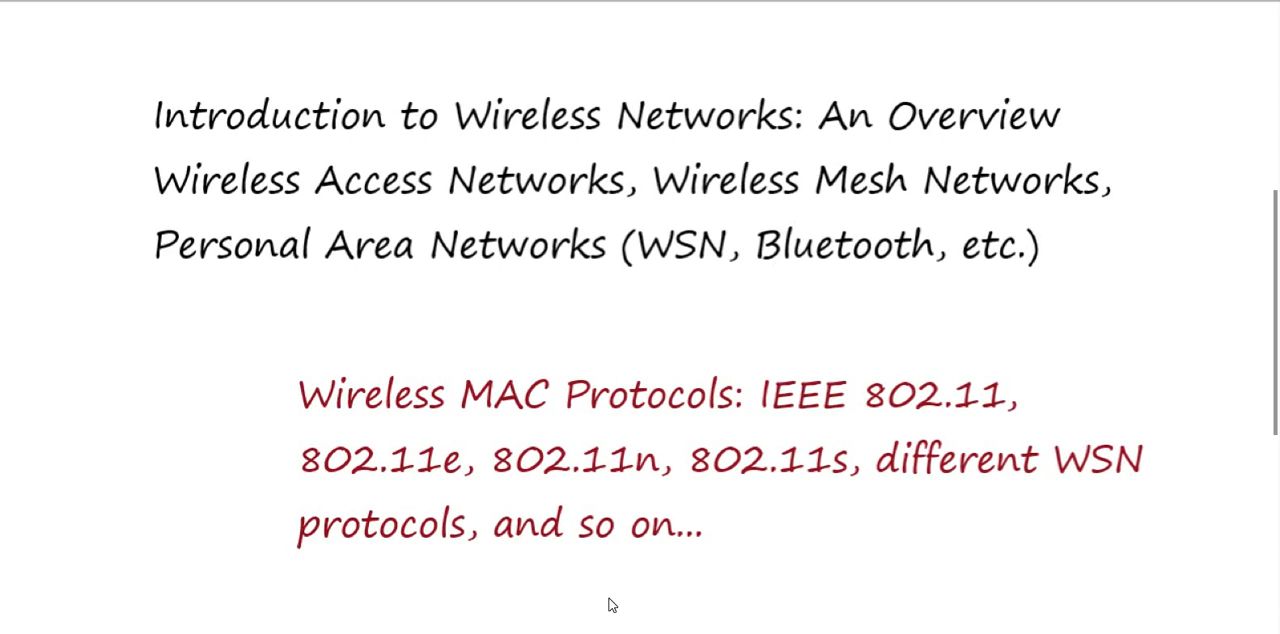 Introduction to Wireless Networks: An Overview
Wireless Access Networks, Wireless Mesh Networks,
Personal Area Networks (WSN, Bluetooth, etc.)
Wireless MAC Protocols: IEEE 802.11,
802.11e, 802.11n, 802.11s, different WSN
protocols, and so on...